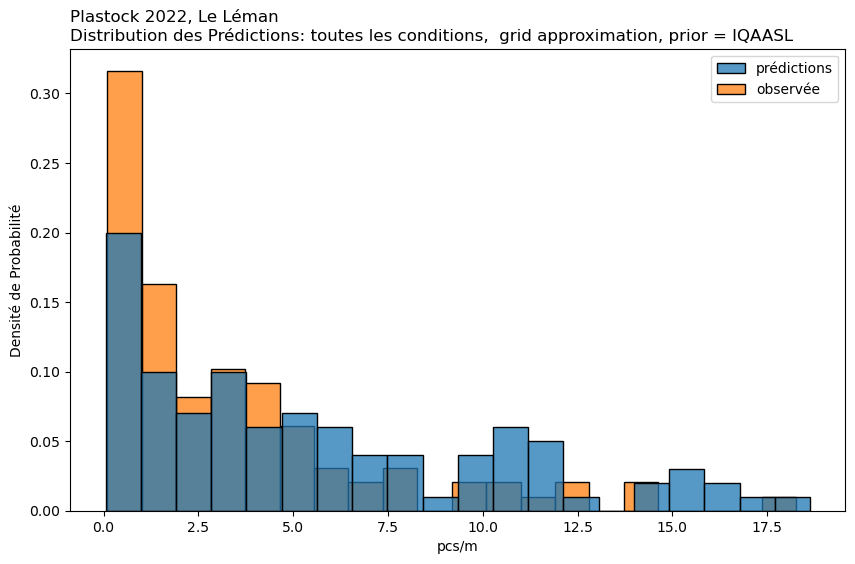 Plastock 2022, Le Léman
Distribution des Prédictions: toutes les conditions,  grid approximation, prior = IQAASL
prédictions
observée
Densité de Probabilité
0.30
0.25
0.20
0.15
0.10
0.05
0.00
0.0 2.5 5.0 7.5 10.0 12.5 15.0 17.5
pcs/m